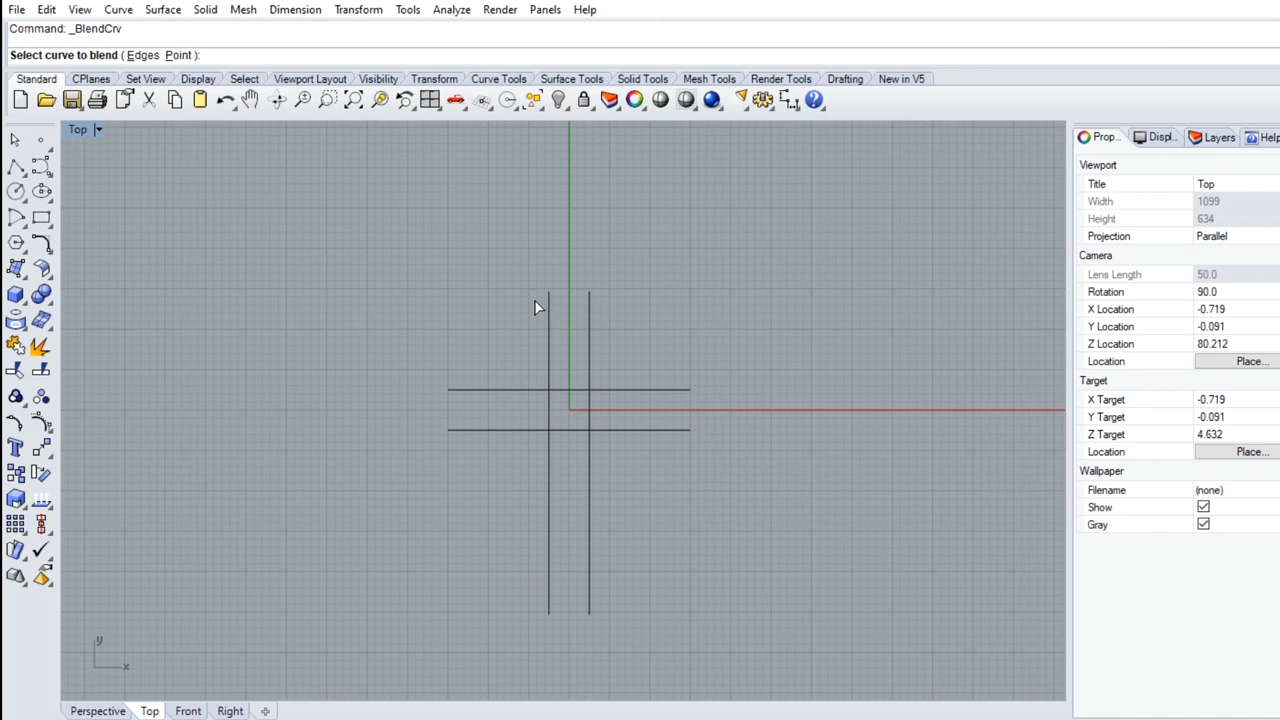 File Edit View Curve Surface Solid Mesh Dimension Transform Tools Analyze Render Panels Help
Command: _BlendCrv
Select curve to blend ( Edges Point ):
Standard CPlanes Set View Display Select Viewport Layout Visibility Transform Curve Tools Surface Tools Solid Tools Mesh Tools Render Tools Drafting New in V5
Top
Prop... Displ... Layers Help
Viewport
Title Top
Width 1099
Height 634
Projection Parallel
Camera
Lens Length 50.0
Rotation 90.0
X Location -0.719
Y Location -0.091
Z Location 80.212
Location Place...
Target
X Target -0.719
Y Target -0.091
Z Target 4.632
Location Place...
Wallpaper
Filename (none)
Show
Gray
y
x
Perspective Top Front Right